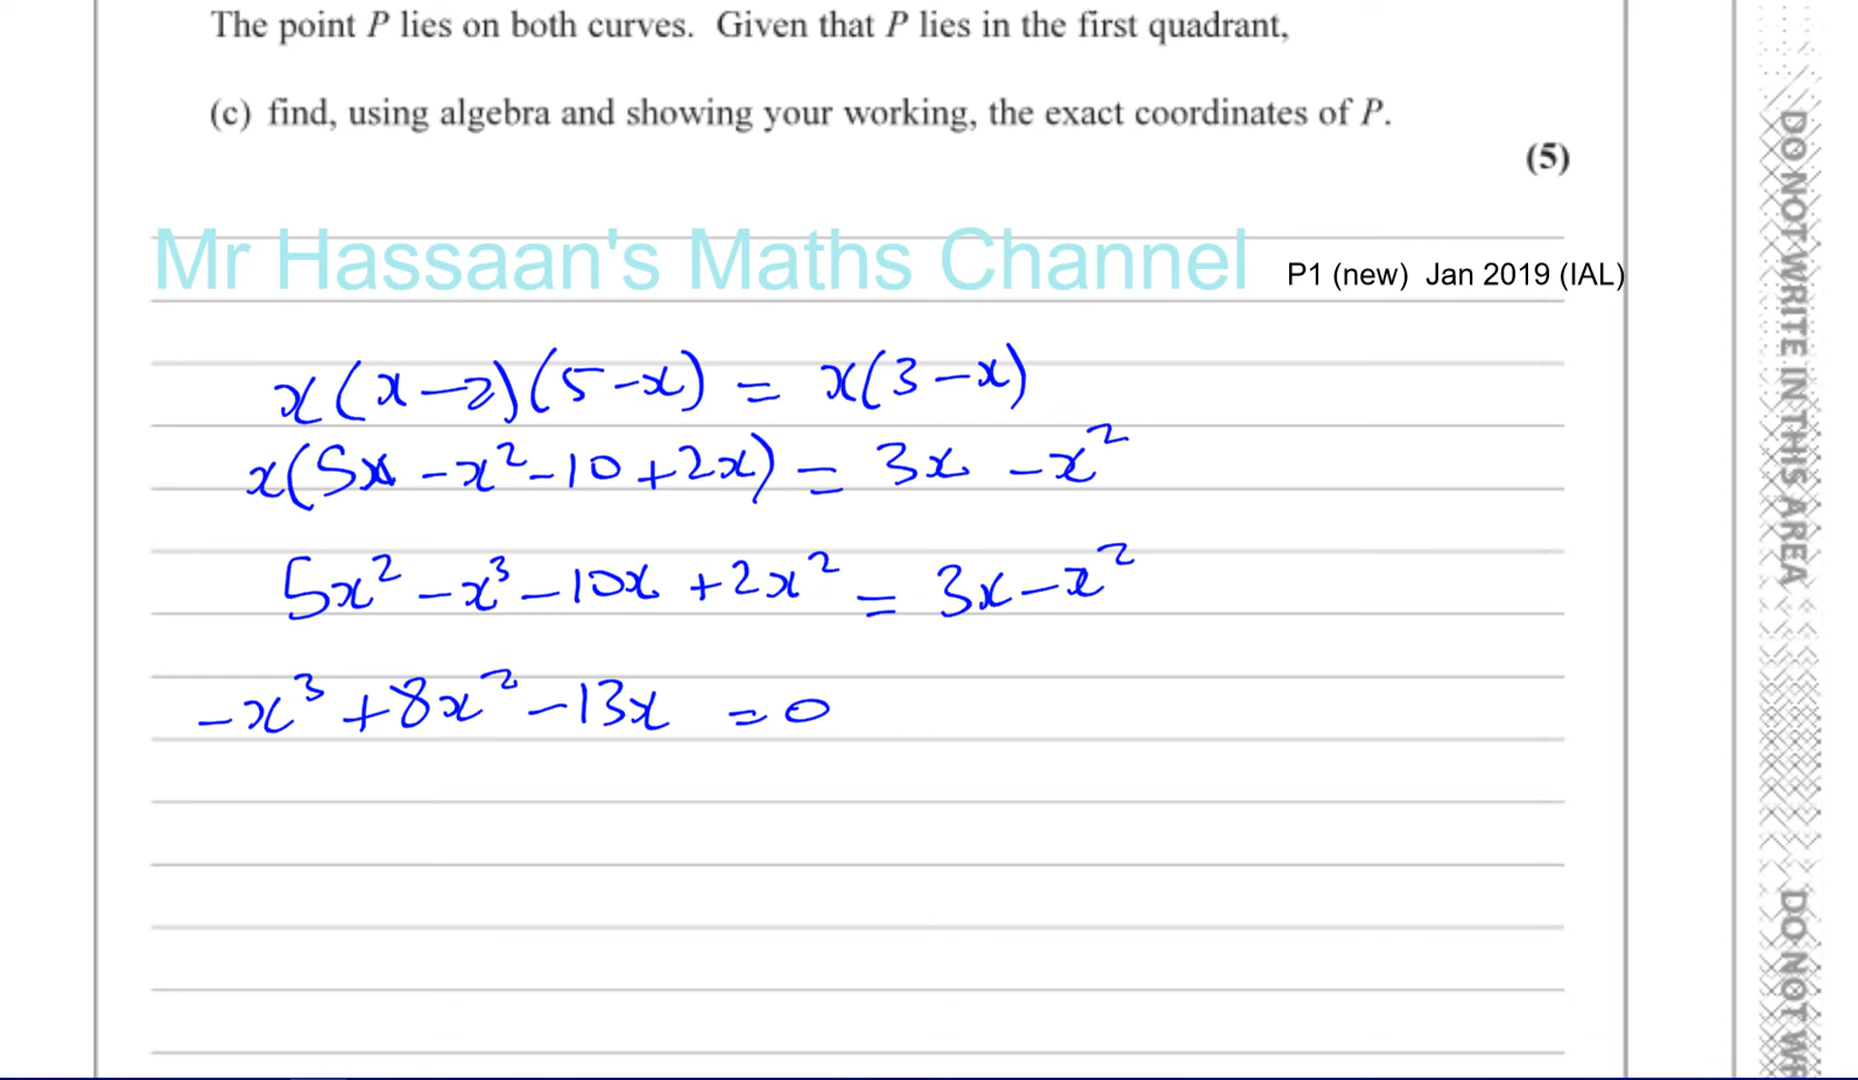 The point P lies on both curves. Given that P lies in the first quadrant,
(c) find, using algebra and showing your working, the exact coordinates of P.
(5)
Mr Hassaan's Maths Channel P1 (new) Jan 2019 (IAL)
x(x-2)(5-x) = x(3-x)
x(5x - x² - 10 + 2x) = 3x - x²
5x² - x³ - 10x + 2x² = 3x - x²
-x³ + 8x² - 13x = 0
DO NOT WRITE IN THIS AREA
DO NOT WR